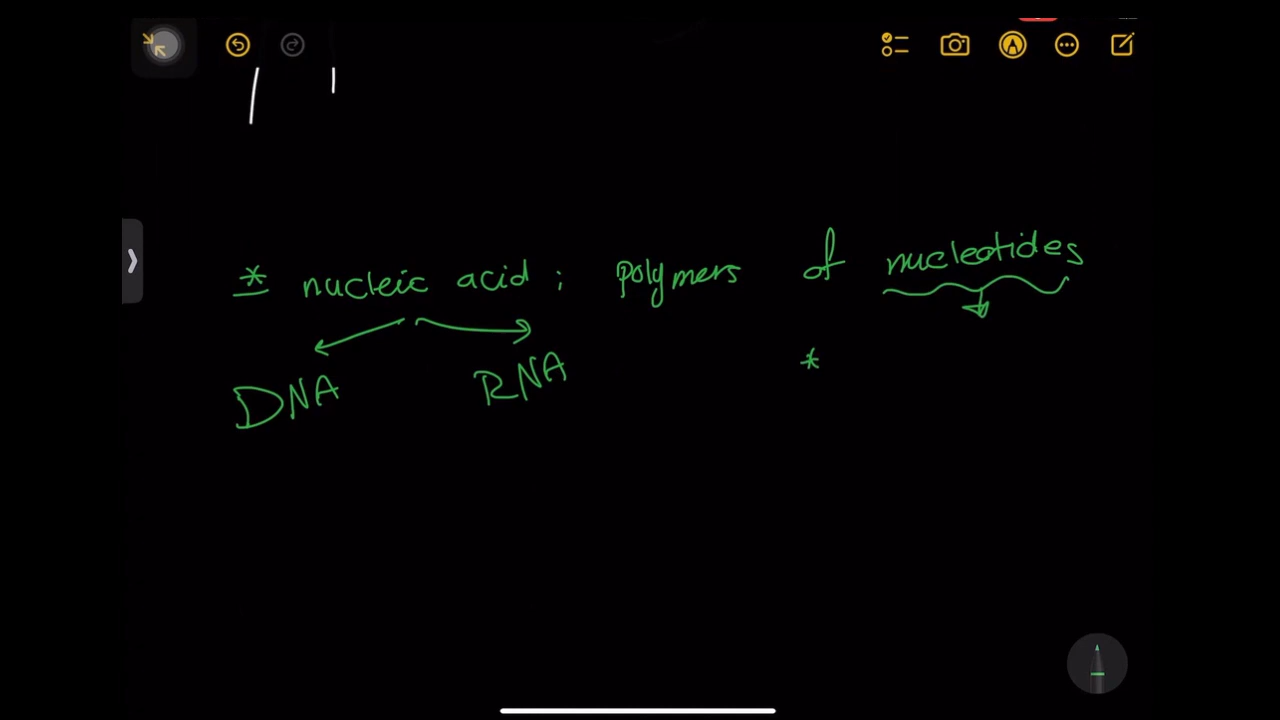 * nucleic acid ; polymers of nucleotides
DNA RNA *